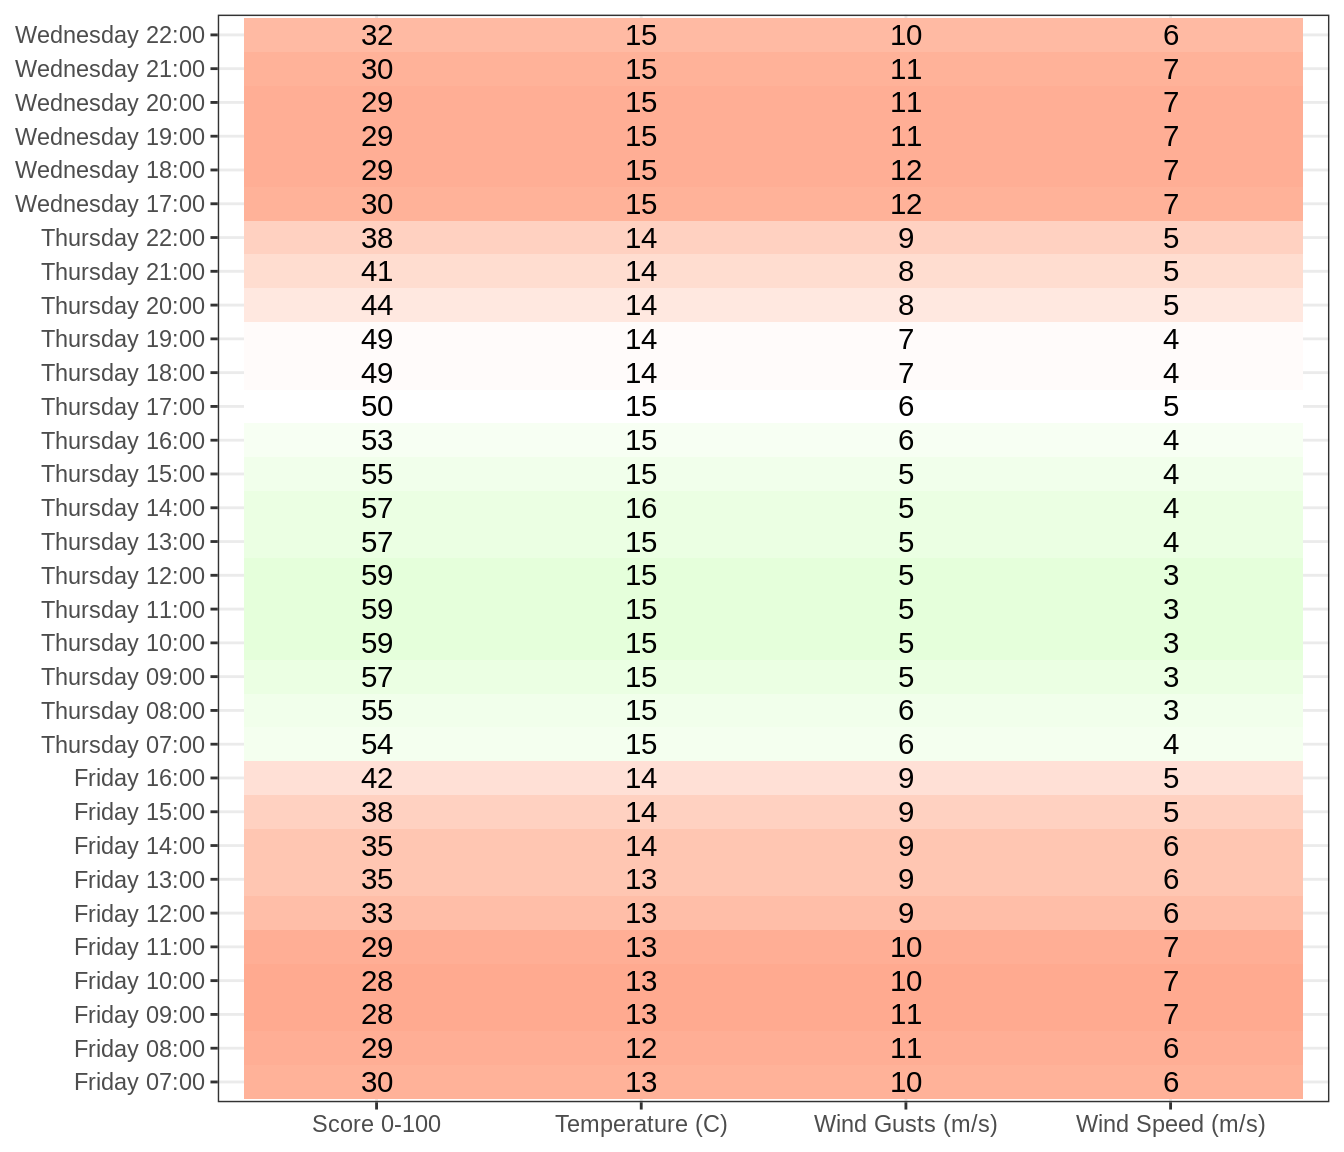 Wednesday 22:00 32 15 10 6
Wednesday 21:00 30 15 11 7
Wednesday 20:00 29 15 11 7
Wednesday 19:00 29 15 11 7
Wednesday 18:00 29 15 12 7
Wednesday 17:00 30 15 12 7
Thursday 22:00 38 14 9 5
Thursday 21:00 41 14 8 5
Thursday 20:00 44 14 8 5
Thursday 19:00 49 14 7 4
Thursday 18:00 49 14 7 4
Thursday 17:00 50 15 6 5
Thursday 16:00 53 15 6 4
Thursday 15:00 55 15 5 4
Thursday 14:00 57 16 5 4
Thursday 13:00 57 15 5 4
Thursday 12:00 59 15 5 3
Thursday 11:00 59 15 5 3
Thursday 10:00 59 15 5 3
Thursday 09:00 57 15 5 3
Thursday 08:00 55 15 6 3
Thursday 07:00 54 15 6 4
Friday 16:00 42 14 9 5
Friday 15:00 38 14 9 5
Friday 14:00 35 14 9 6
Friday 13:00 35 13 9 6
Friday 12:00 33 13 9 6
Friday 11:00 29 13 10 7
Friday 10:00 28 13 10 7
Friday 09:00 28 13 11 7
Friday 08:00 29 12 11 6
Friday 07:00 30 13 10 6
Score 0-100 Temperature (C) Wind Gusts (m/s) Wind Speed (m/s)